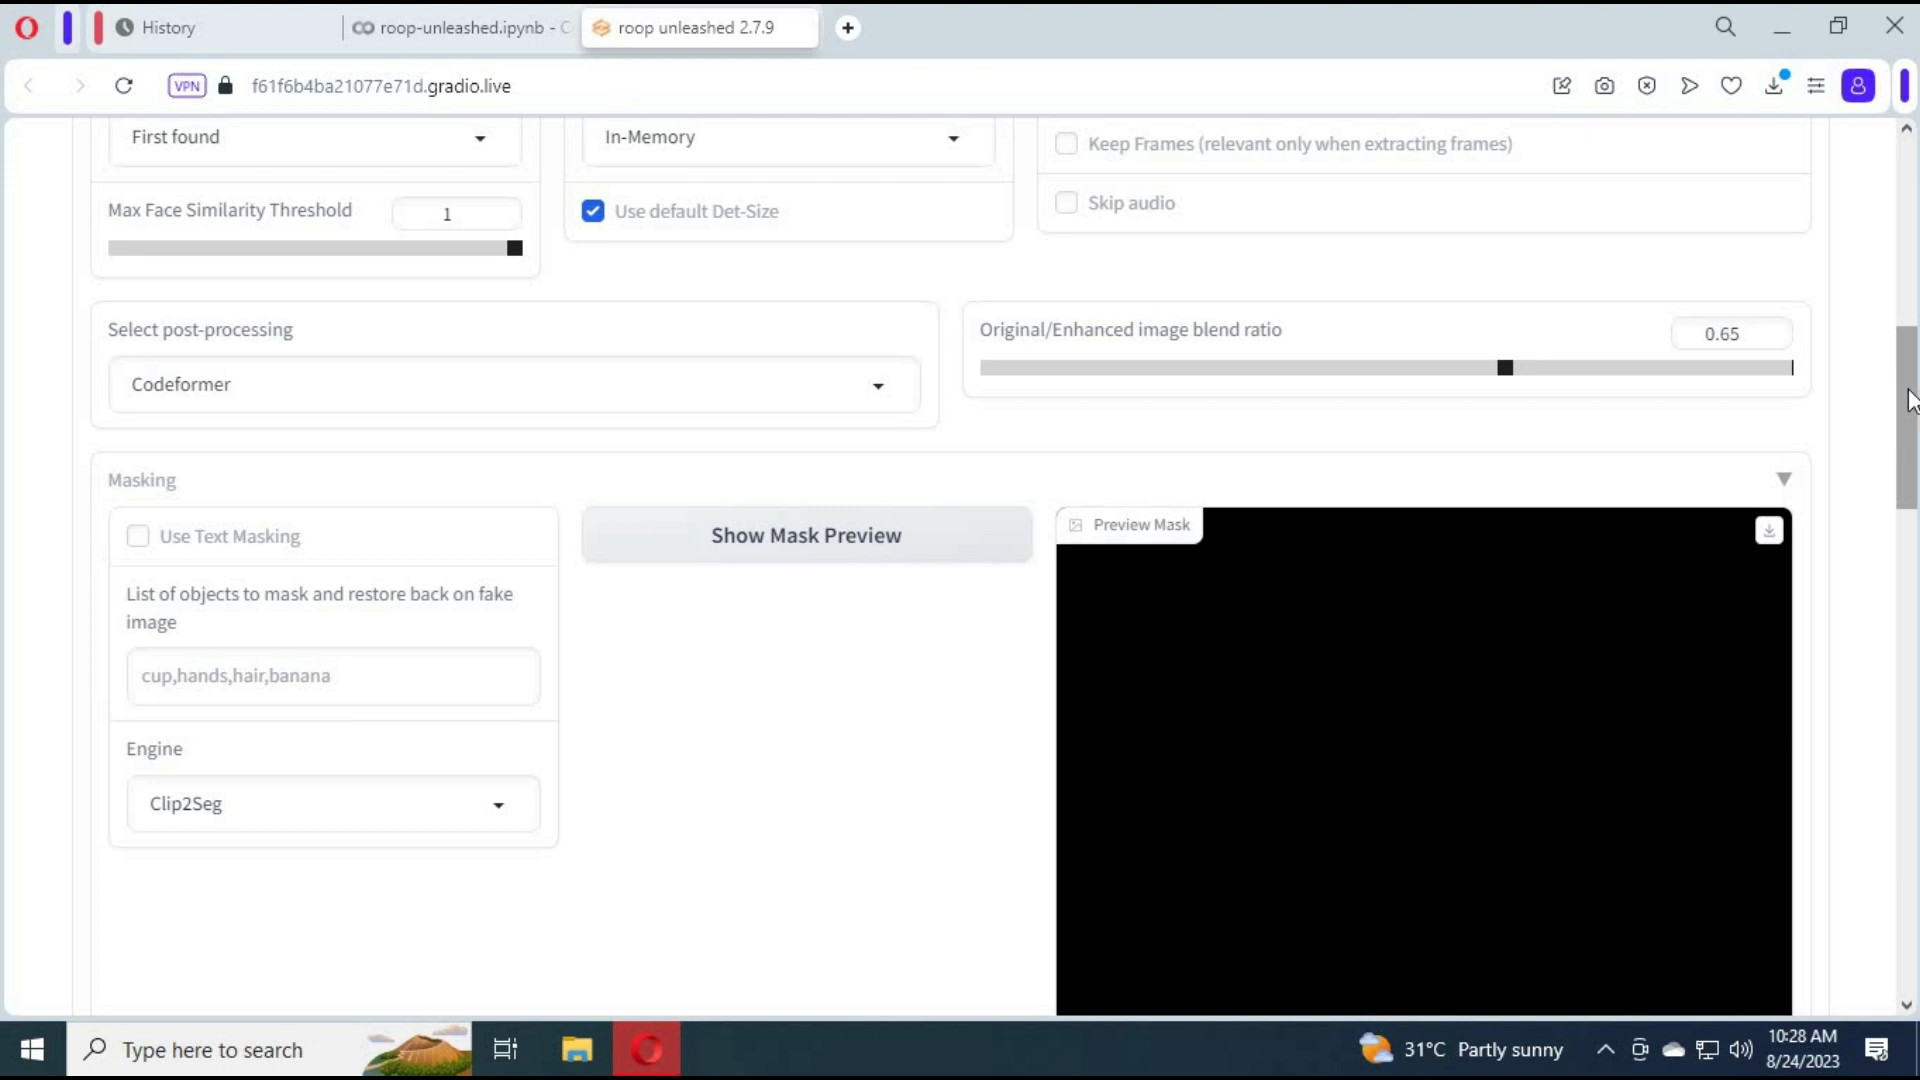 History
roop-unleashed.ipynb - C
roop unleashed 2.7.9
VPN
f61f6b4ba21077e71d.gradio.live
First found
In-Memory
Keep Frames (relevant only when extracting frames)
Max Face Similarity Threshold
1
Use default Det-Size
Skip audio
Select post-processing
Codeformer
Original/Enhanced image blend ratio
0.65
Masking
Use Text Masking
Show Mask Preview
Preview Mask
List of objects to mask and restore back on fake
image
cup,hands,hair,banana
Engine
Clip2Seg
Type here to search
31°C Partly sunny
10:28 AM
8/24/2023